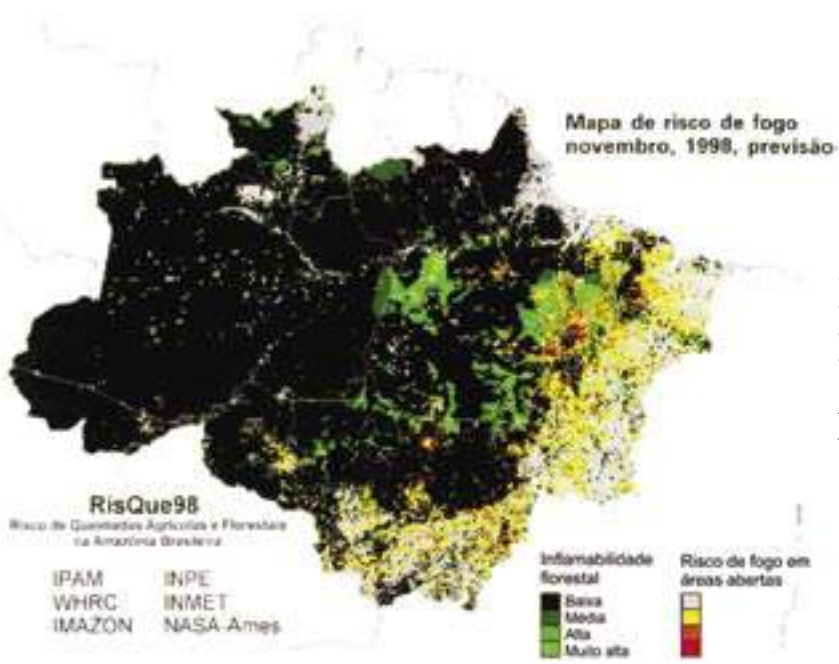 Mapa de risco de fogo
novembro, 1998, previsão
RisQue98
Risco de Queimadas Agrícolas e Florestais
na Amazônia Brasileira
IPAM INPE
WHRC INMET
IMAZON NASA-Ames
Inflamabilidade
florestal
Baixa
Média
Alta
Muito alta
Risco de fogo em
áreas abertas